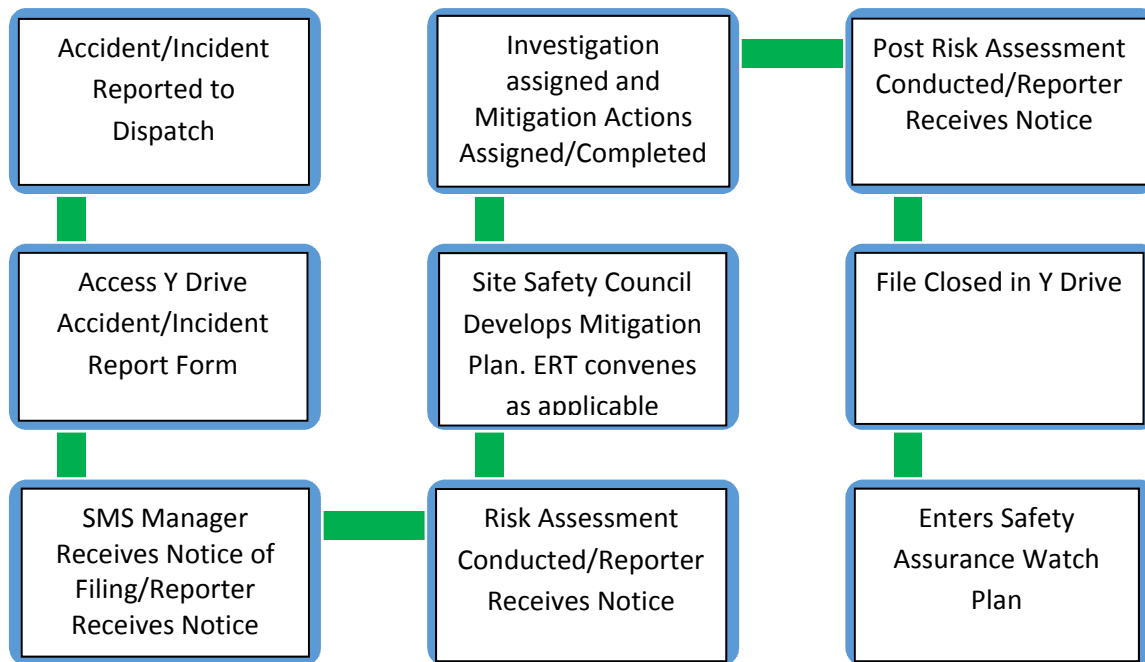 Accident/Incident
Reported to
Dispatch
Access Y Drive
Accident/Incident
Report Form
SMS Manager
Receives Notice of
Filing/Reporter
Receives Notice
Risk Assessment
Conducted/Reporter
Receives Notice
Site Safety Council
Develops Mitigation
Plan. ERT convenes
as applicable
Investigation
assigned and
Mitigation Actions
Assigned/Completed
Post Risk Assessment
Conducted/Reporter
Receives Notice
File Closed in Y Drive
Enters Safety
Assurance Watch
Plan